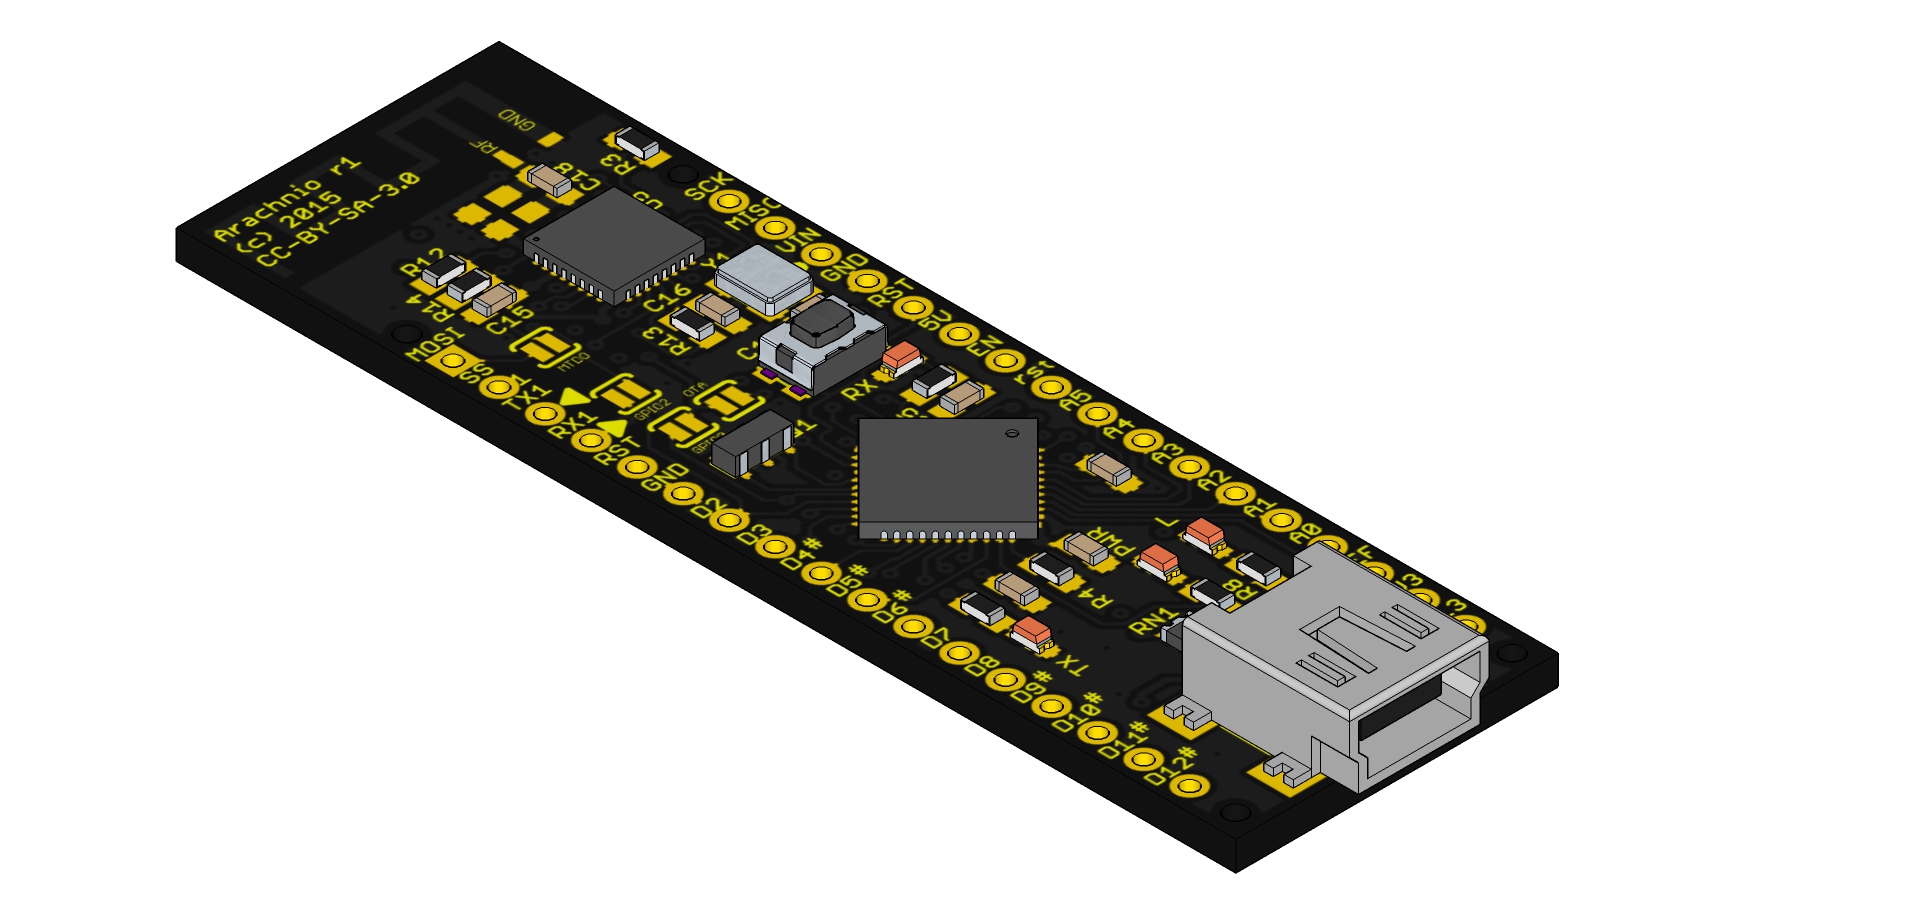 Arachnio r1
(c) 2015
CC-BY-SA-3.0
GND
RF
R3
C18
SCK
VIN
GND
RST
5V
EN
rst
A5
A4
A3
A2
A1
A0
R12
R14
C15
Y1
C16
R13
MOSI
SS
TX1
RX1
RST
GND
D2
D3
D4#
D5#
D6#
D7
D8
D9#
D10#
D11#
D12#
MTDO
GPIO2
OTA
RX
L
PWR
R4
R8
RN1
TX